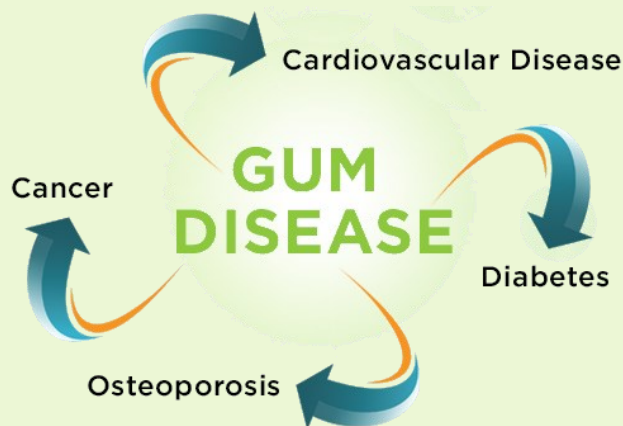 Cardiovascular Disease
GUM
DISEASE
Cancer
Diabetes
Osteoporosis